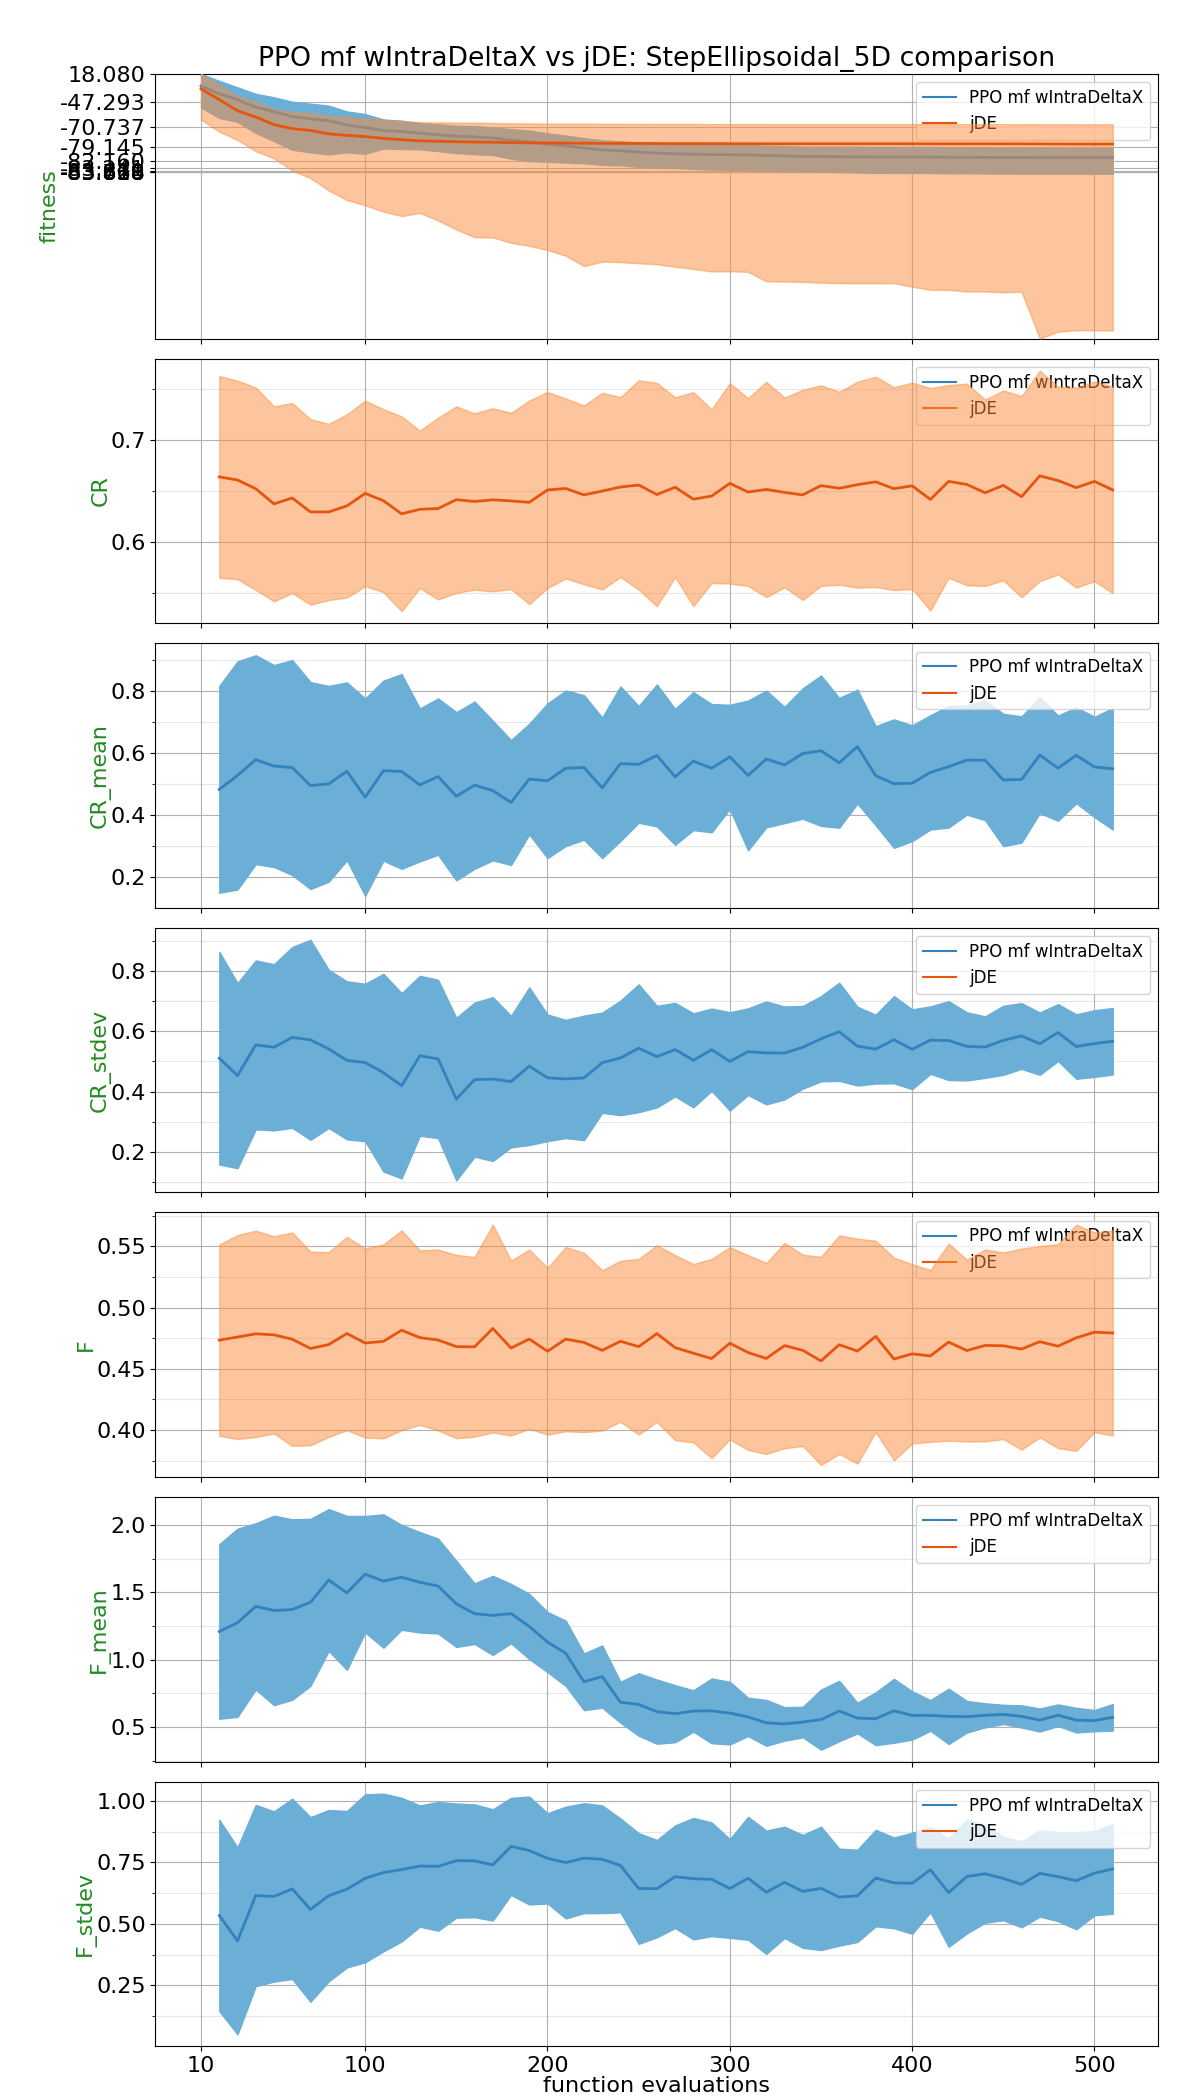 PPO mf wIntraDeltaX vs jDE: StepEllipsoidal_5D comparison
18.080
-47.293
-70.737
-79.145
fitness
PPO mf wIntraDeltaX
jDE
0.7
0.6
CR
PPO mf wIntraDeltaX
jDE
0.8
0.6
0.4
0.2
CR_mean
PPO mf wIntraDeltaX
jDE
0.8
0.6
0.4
0.2
CR_stdev
PPO mf wIntraDeltaX
jDE
0.55
0.50
0.45
0.40
F
PPO mf wIntraDeltaX
jDE
2.0
1.5
1.0
0.5
F_mean
PPO mf wIntraDeltaX
jDE
1.00
0.75
0.50
0.25
F_stdev
PPO mf wIntraDeltaX
jDE
10 100 200 300 400 500
function evaluations